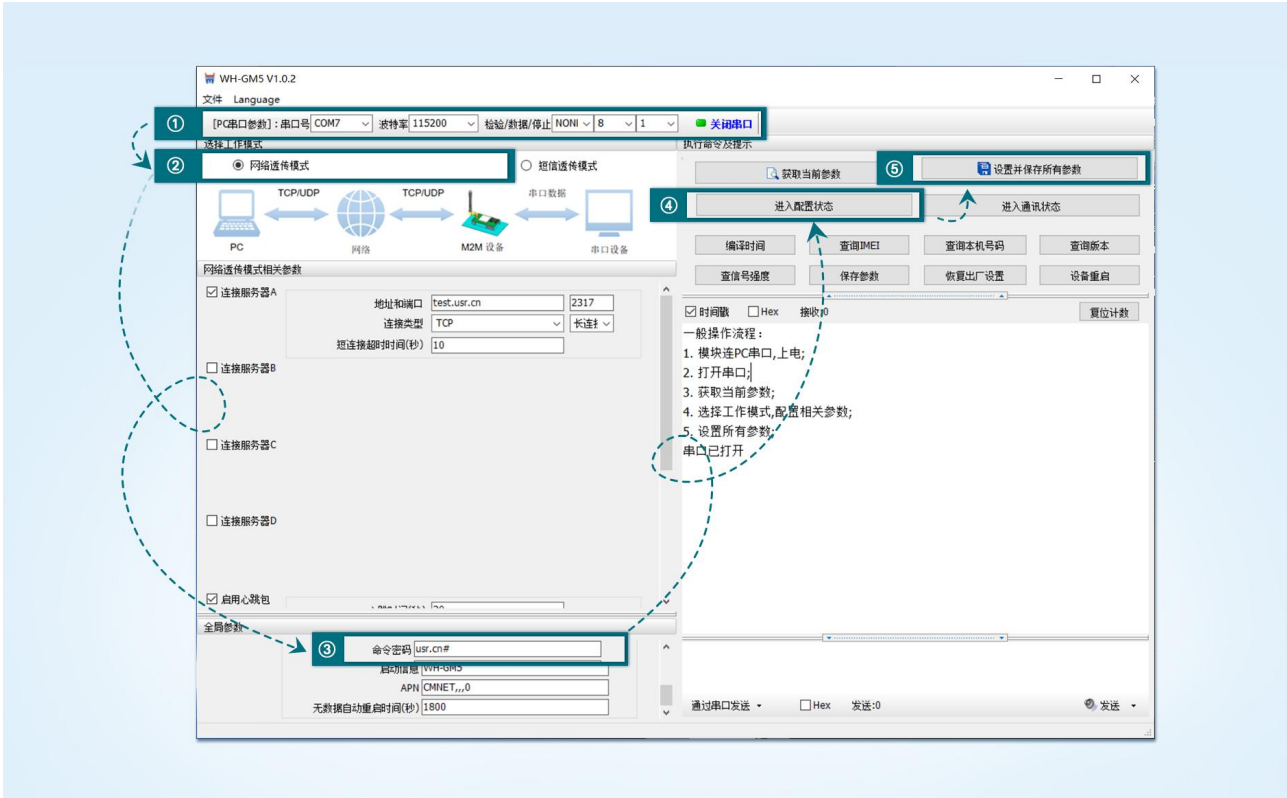 WH-GM5 V1.0.2
文件 Language
① [PC串口参数]：串口号 COM7 波特率 115200 检验/数据/停止 NONI 8 1 关闭串口
选择工作模式
② 网络透传模式 短信透传模式
TCP/UDP TCP/UDP 串口数据
PC 网络 M2M 设备 串口设备
网络透传模式相关参数
连接服务器A
地址和端口 test.usr.cn 2317
连接类型 TCP 长连接
短连接超时时间(秒) 10
连接服务器B
连接服务器C
连接服务器D
启用心跳包
全局参数
③ 命令密码 usr.cn#
启动信息 WH-GM5
APN CMNET,,,0
无数据自动重启时间(秒) 1800
执行命令及提示
获取当前参数 ⑤ 设置并保存所有参数
④ 进入配置状态 进入通讯状态
编译时间 查询IMEI 查询本机号码 查询版本
查信号强度 保存参数 恢复出厂设置 设备重启
时间戳 Hex 接收:0 复位计数
一般操作流程：
1. 模块连PC串口,上电;
2. 打开串口;
3. 获取当前参数;
4. 选择工作模式,配置相关参数;
5. 设置所有参数;
串口已打开
通过串口发送 Hex 发送:0 发送